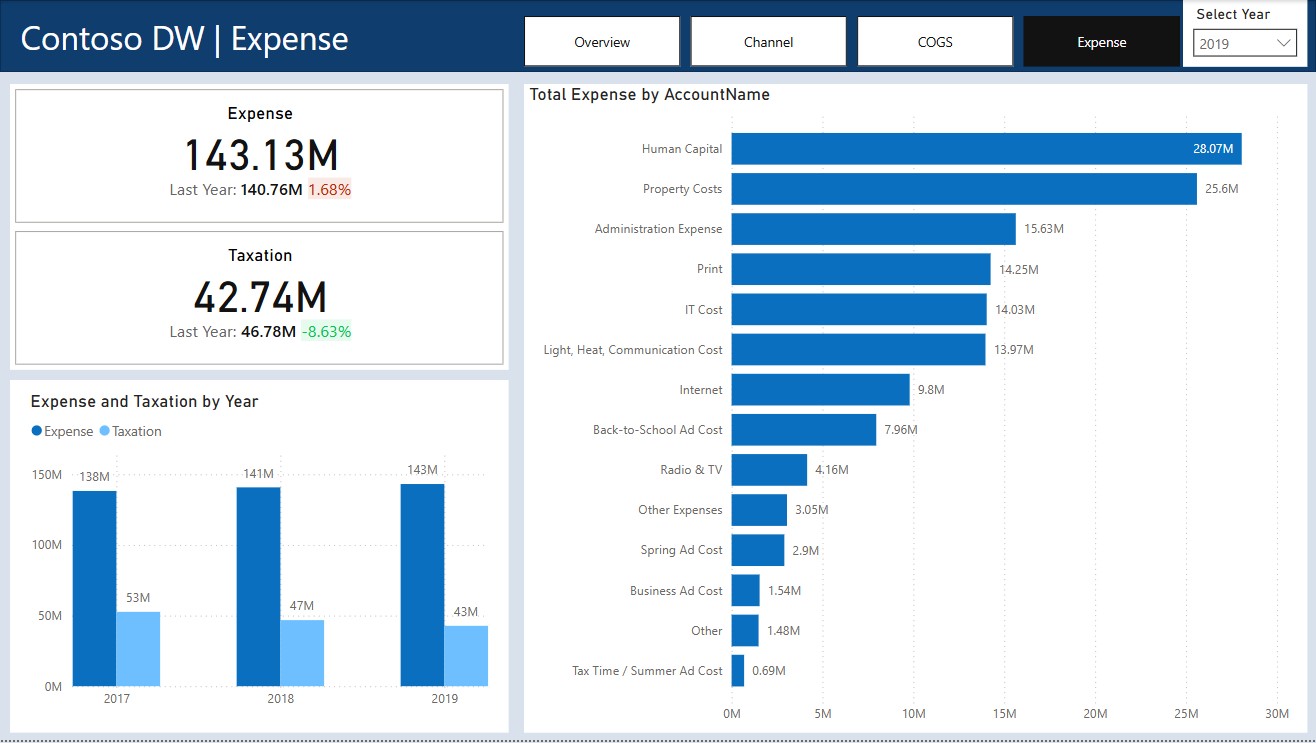 Contoso DW | Expense
Overview
Channel
COGS
Expense
Select Year
2019
Expense
143.13M
Last Year: 140.76M 1.68%
Taxation
42.74M
Last Year: 46.78M -8.63%
Expense and Taxation by Year
Expense Taxation
150M
100M
50M
0M
138M
53M
141M
47M
143M
43M
2017
2018
2019
Total Expense by AccountName
Human Capital 28.07M
Property Costs 25.6M
Administration Expense 15.63M
Print 14.25M
IT Cost 14.03M
Light, Heat, Communication Cost 13.97M
Internet 9.8M
Back-to-School Ad Cost 7.96M
Radio & TV 4.16M
Other Expenses 3.05M
Spring Ad Cost 2.9M
Business Ad Cost 1.54M
Other 1.48M
Tax Time / Summer Ad Cost 0.69M
0M 5M 10M 15M 20M 25M 30M